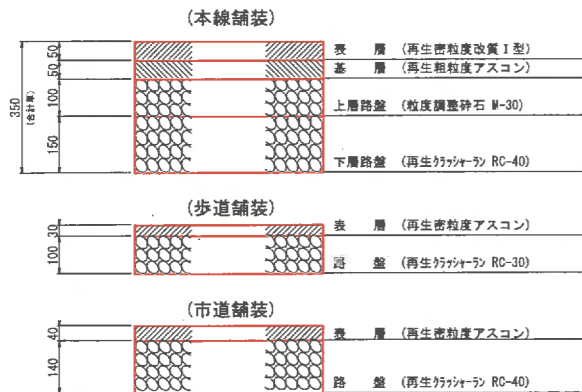 (本線舗装)
50 表 層 (再生密粒度改質Ⅰ型)
50 基 層 (再生粗粒度アスコン)
350 (合計厚) 100 上層路盤 (粒度調整砕石 M-30)
150 下層路盤 (再生クラッシャーラン RC-40)
(歩道舗装)
30 表 層 (再生密粒度アスコン)
100 路 盤 (再生クラッシャーラン RC-30)
(市道舗装)
40 表 層 (再生密粒度アスコン)
140 路 盤 (再生クラッシャーラン RC-40)